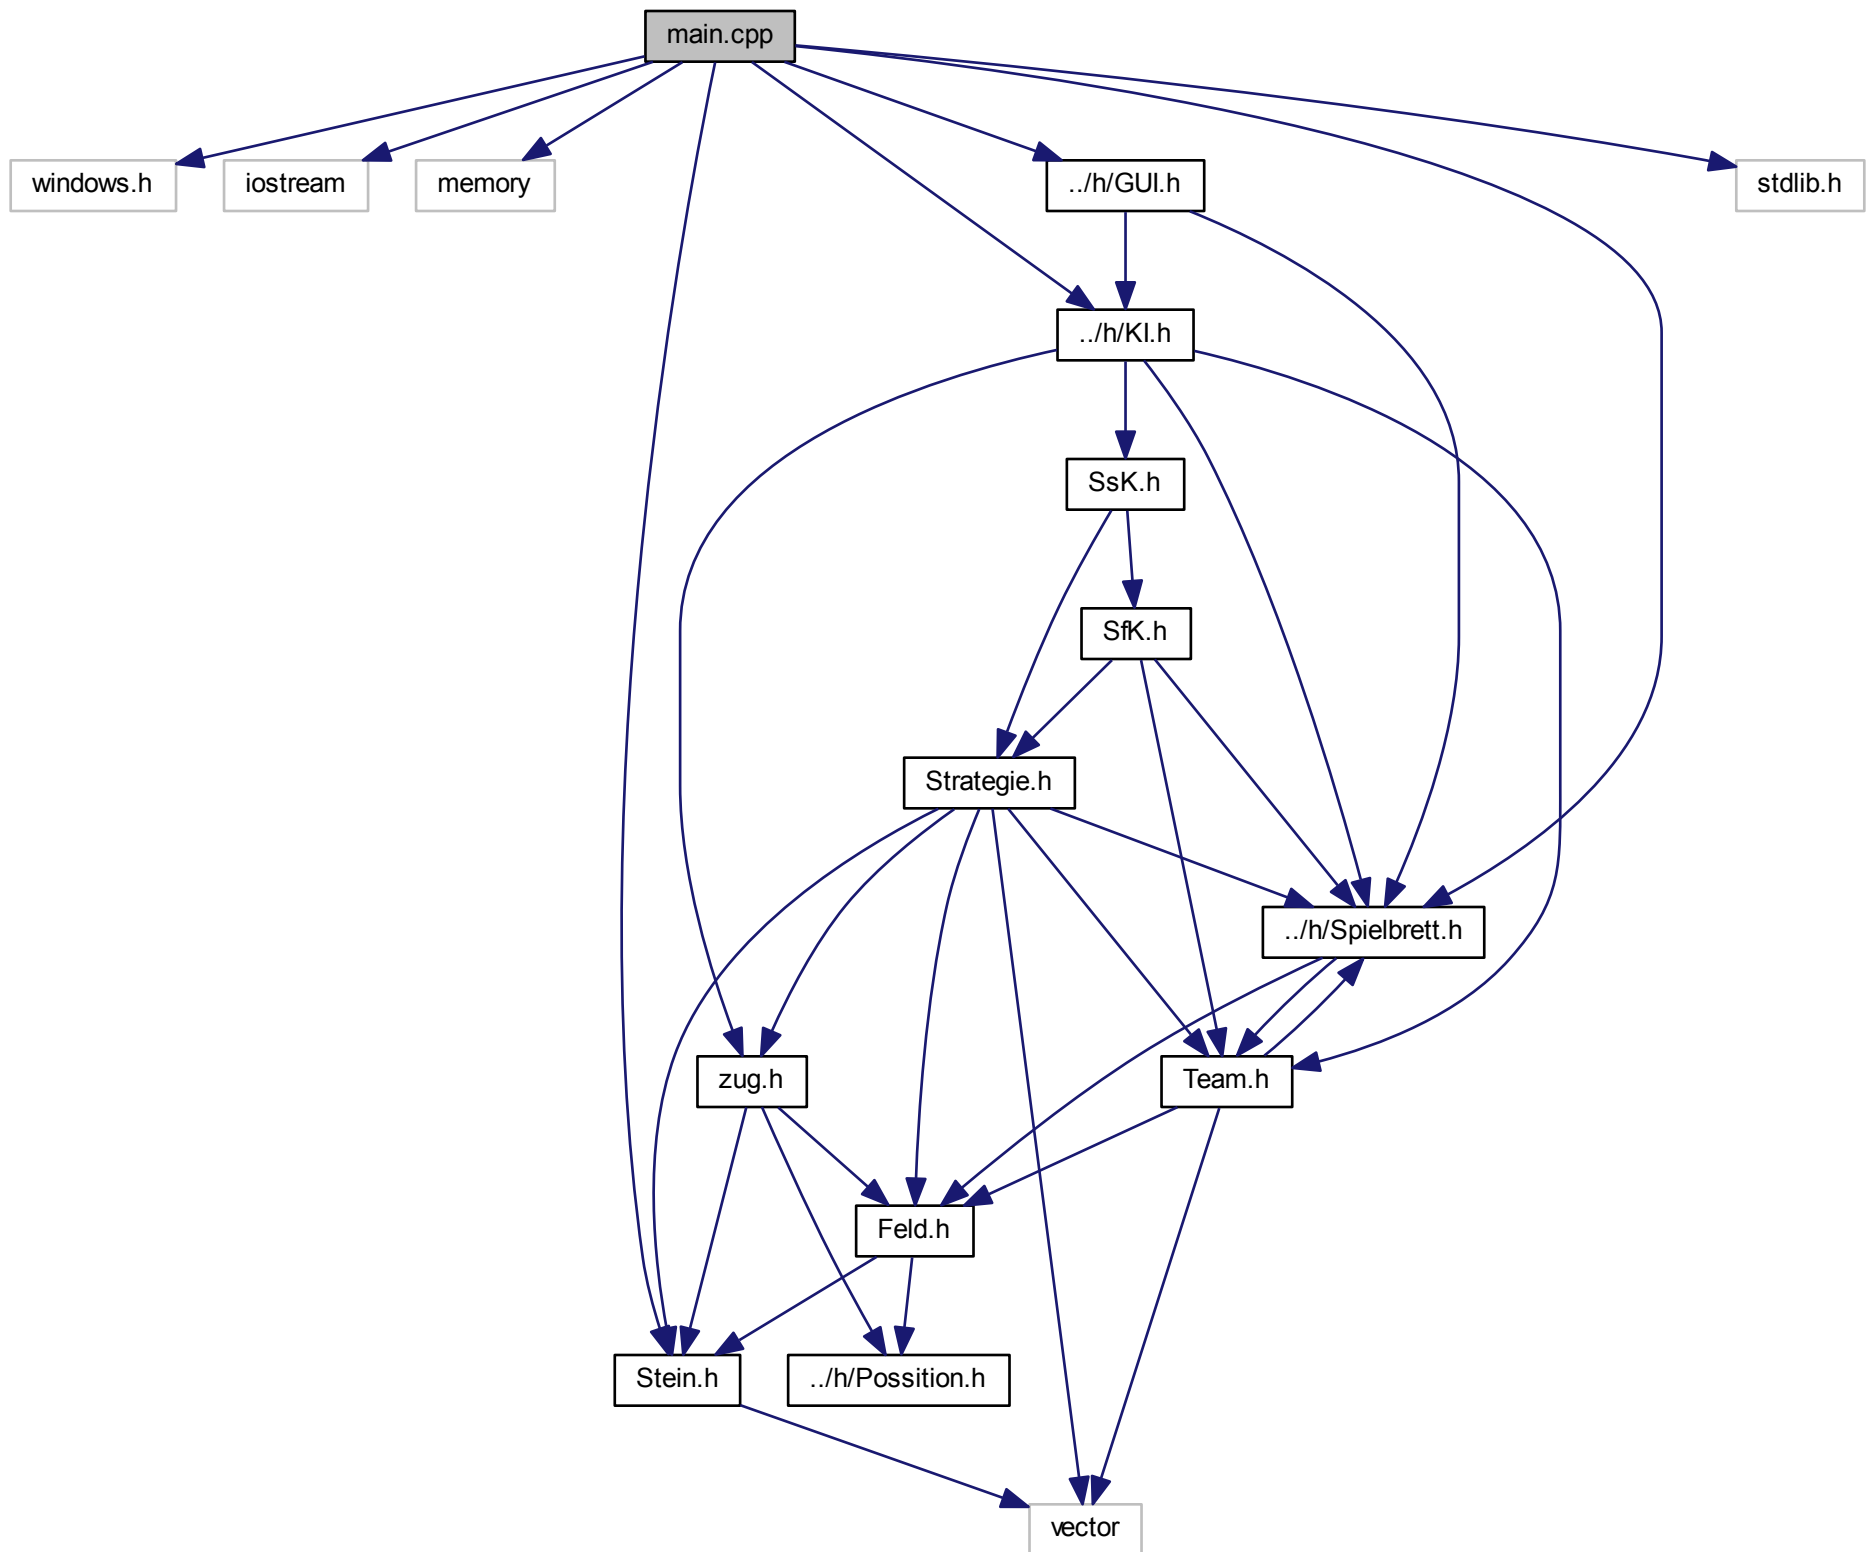 main.cpp
windows.h
iostream
memory
../h/GUI.h
stdlib.h
../h/KI.h
SsK.h
SfK.h
Strategie.h
../h/Spielbrett.h
zug.h
Team.h
Feld.h
Stein.h
../h/Possition.h
vector